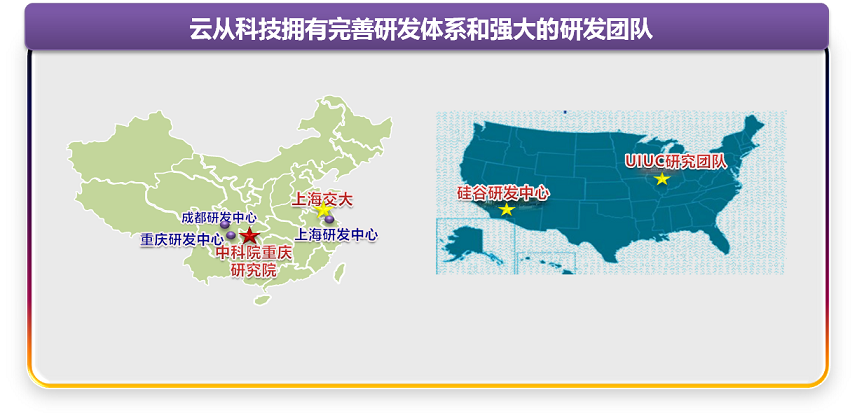 云从科技拥有完善研发体系和强大的研发团队
上海交大
成都研发中心
重庆研发中心
上海研发中心
中科院重庆
研究院
UIUC研究团队
硅谷研发中心